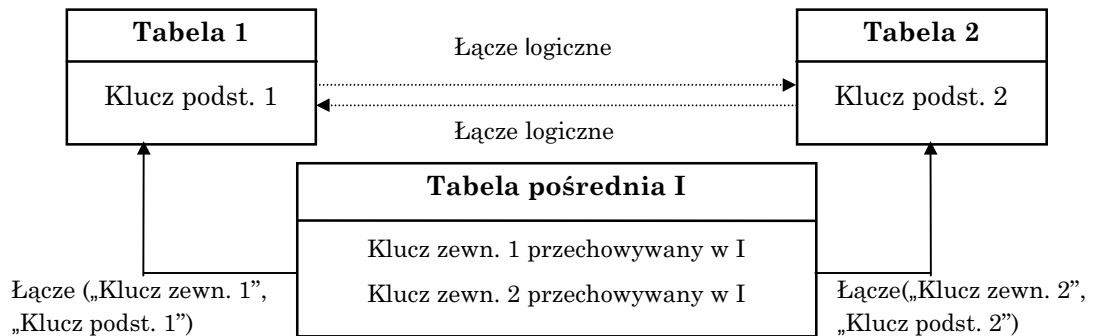 Tabela 1
Łącze logiczne
Tabela 2
Klucz podst. 1
Klucz podst. 2
Łącze logiczne
Tabela pośrednia I
Klucz zewn. 1 przechowywany w I
Klucz zewn. 2 przechowywany w I
Łącze („Klucz zewn. 1”,
„Klucz podst. 1”)
Łącze(„Klucz zewn. 2”,
„Klucz podst. 2”)